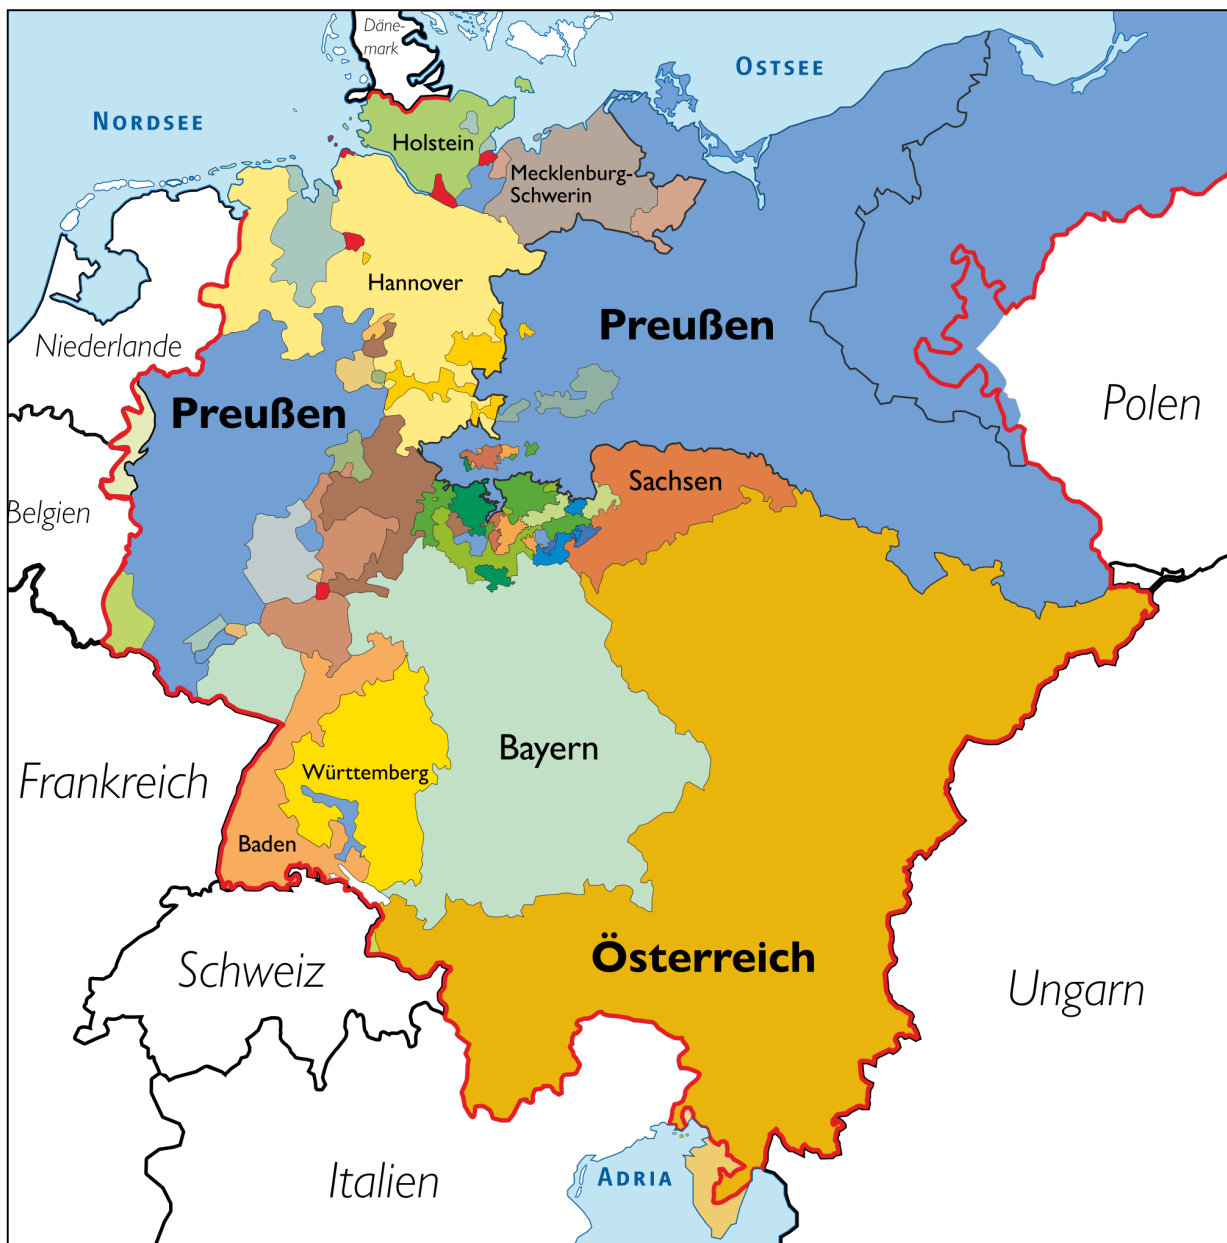 Däne-
mark
OSTSEE
NORDSEE
Holstein
Mecklenburg-
Schwerin
Hannover
Preußen
Niederlande
Preußen
Polen
Sachsen
Belgien
Bayern
Frankreich
Württemberg
Baden
Österreich
Schweiz
Ungarn
Italien
ADRIA